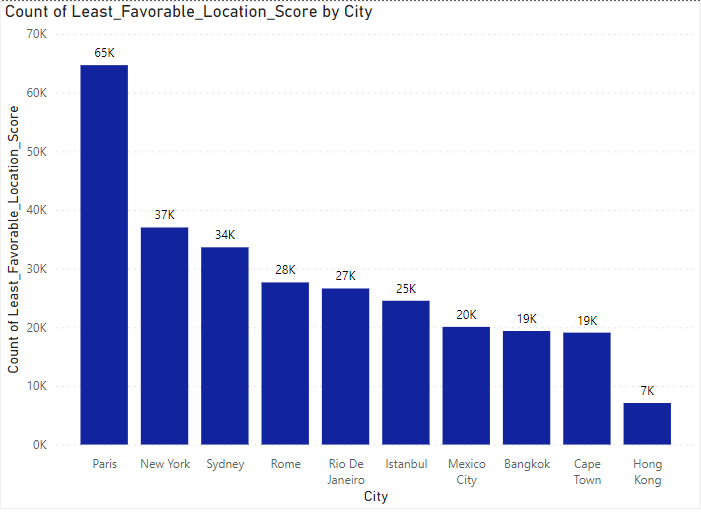 Count of Least_Favorable_Location_Score by City
Count of Least_Favorable_Location_Score
70K
60K
50K
40K
30K
20K
10K
0K
65K
37K
34K
28K
27K
25K
20K
19K
19K
7K
Paris
New York
Sydney
Rome
Rio De
Janeiro
Istanbul
Mexico
City
Bangkok
Cape
Town
Hong
Kong
City